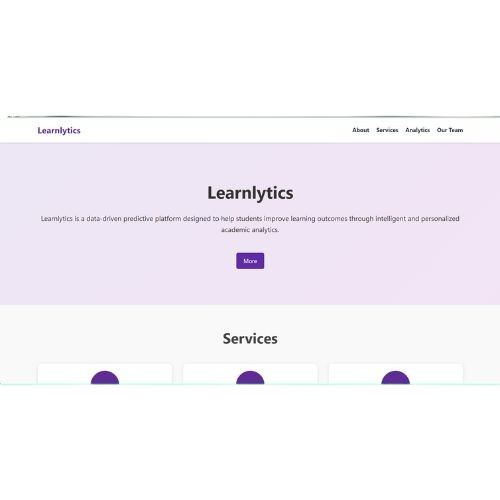 Learnlytics
About Services Analytics Our Team
Learnlytics
Learnlytics is a data-driven predictive platform designed to help students improve learning outcomes through intelligent and personalized
academic analytics.
More
Services